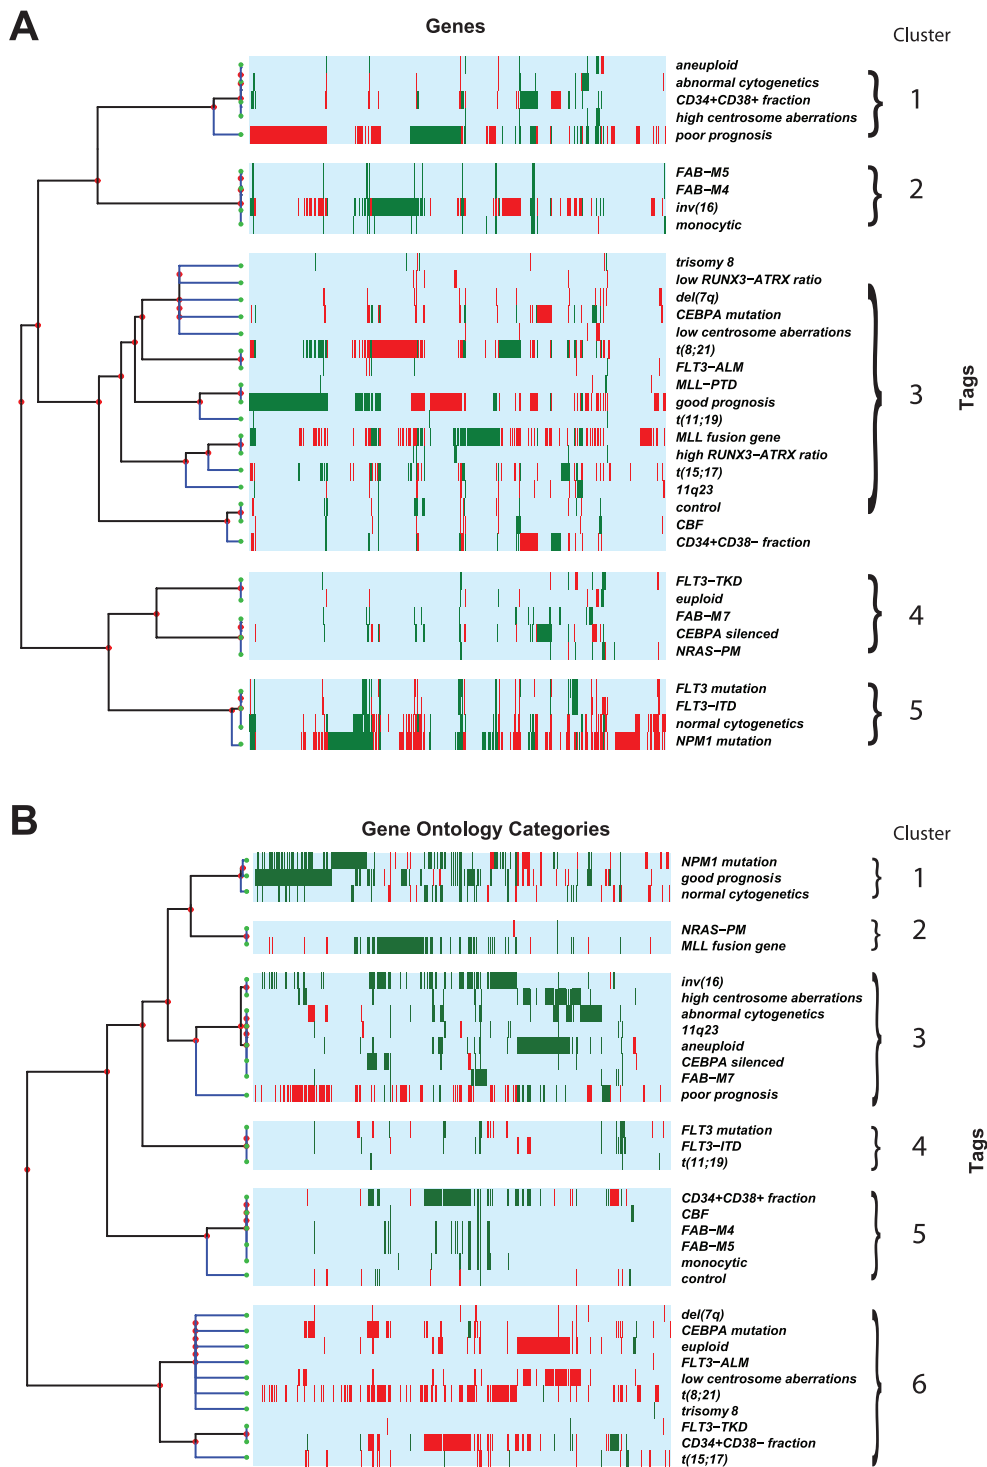 A
Genes
Cluster
aneuploid
abnormal cytogenetics
CD34+CD38+ fraction
high centrosome aberrations
poor prognosis
1
FAB−M5
FAB−M4
inv(16)
monocytic
2
trisomy 8
low RUNX3−ATRX ratio
del(7q)
CEBPA mutation
low centrosome aberrations
t(8;21)
FLT3−ALM
MLL−PTD
good prognosis
t(11;19)
MLL fusion gene
high RUNX3−ATRX ratio
t(15;17)
11q23
control
CBF
CD34+CD38− fraction
3
Tags
FLT3−TKD
euploid
FAB−M7
CEBPA silenced
NRAS−PM
4
FLT3 mutation
FLT3−ITD
normal cytogenetics
NPM1 mutation
5
B
Gene Ontology Categories
Cluster
NPM1 mutation
good prognosis
normal cytogenetics
1
NRAS−PM
MLL fusion gene
2
inv(16)
high centrosome aberrations
abnormal cytogenetics
11q23
aneuploid
CEBPA silenced
FAB−M7
poor prognosis
3
FLT3 mutation
FLT3−ITD
t(11;19)
4
Tags
CD34+CD38+ fraction
CBF
FAB−M4
FAB−M5
monocytic
control
5
del(7q)
CEBPA mutation
euploid
FLT3−ALM
low centrosome aberrations
t(8;21)
trisomy 8
FLT3−TKD
CD34+CD38− fraction
t(15;17)
6